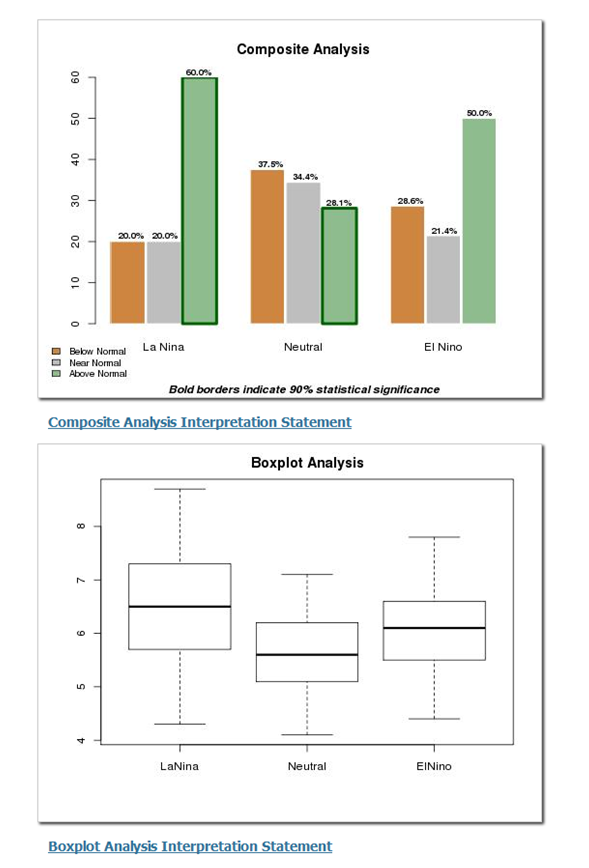 Composite Analysis
60
50
40
30
20
10
0
20.0%
20.0%
60.0%
37.5%
34.4%
28.1%
28.6%
21.4%
50.0%
La Nina
Neutral
El Nino
Below Normal
Near Normal
Above Normal
Bold borders indicate 90% statistical significance
Composite Analysis Interpretation Statement
Boxplot Analysis
8
7
6
5
4
LaNina
Neutral
ElNino
Boxplot Analysis Interpretation Statement